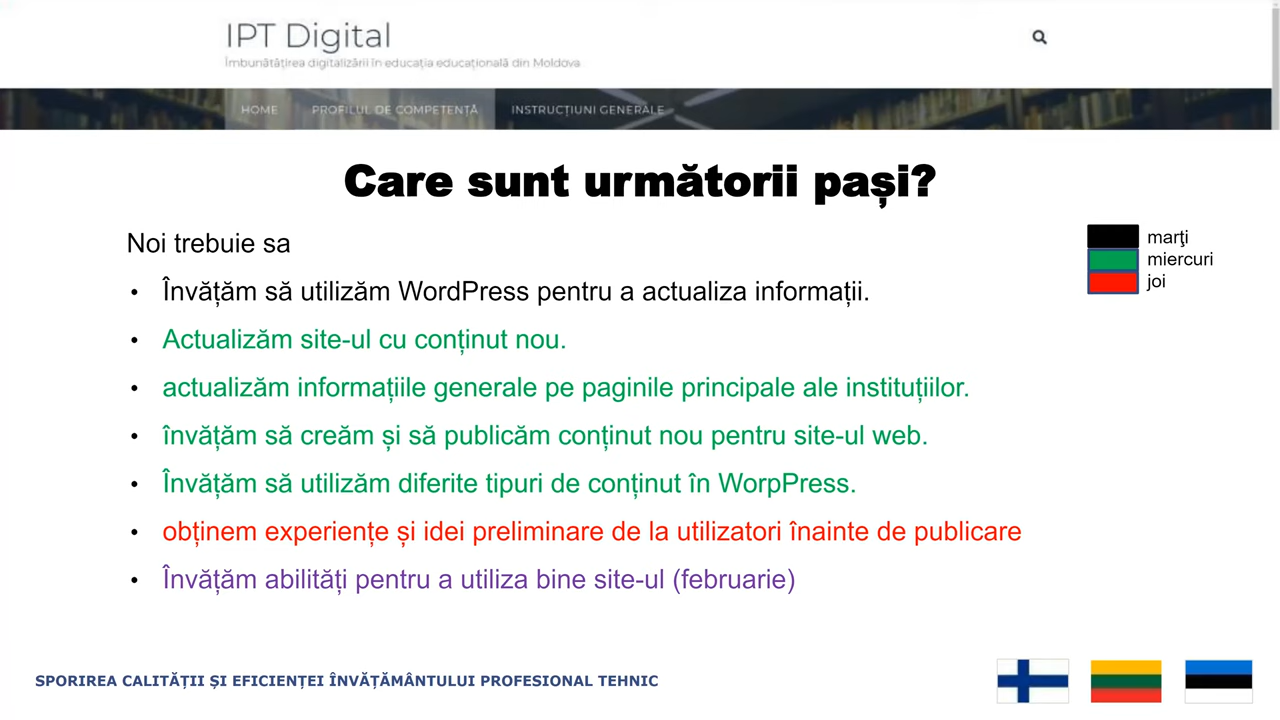 IPT Digital
Îmbunătățirea digitalizării în educația educațională din Moldova
HOME PROFILUL DE COMPETENȚĂ INSTRUCȚIUNI GENERALE
Care sunt următorii pași?
Noi trebuie sa
• Învățăm să utilizăm WordPress pentru a actualiza informații.
• Actualizăm site-ul cu conținut nou.
• actualizăm informațiile generale pe paginile principale ale instituțiilor.
• învățăm să creăm și să publicăm conținut nou pentru site-ul web.
• Învățăm să utilizăm diferite tipuri de conținut în WorpPress.
• obținem experiențe și idei preliminare de la utilizatori înainte de publicare
• Învățăm abilități pentru a utiliza bine site-ul (februarie)
marţi
miercuri
joi
SPORIREA CALITĂȚII ȘI EFICIENȚEI ÎNVĂȚĂMÂNTULUI PROFESIONAL TEHNIC